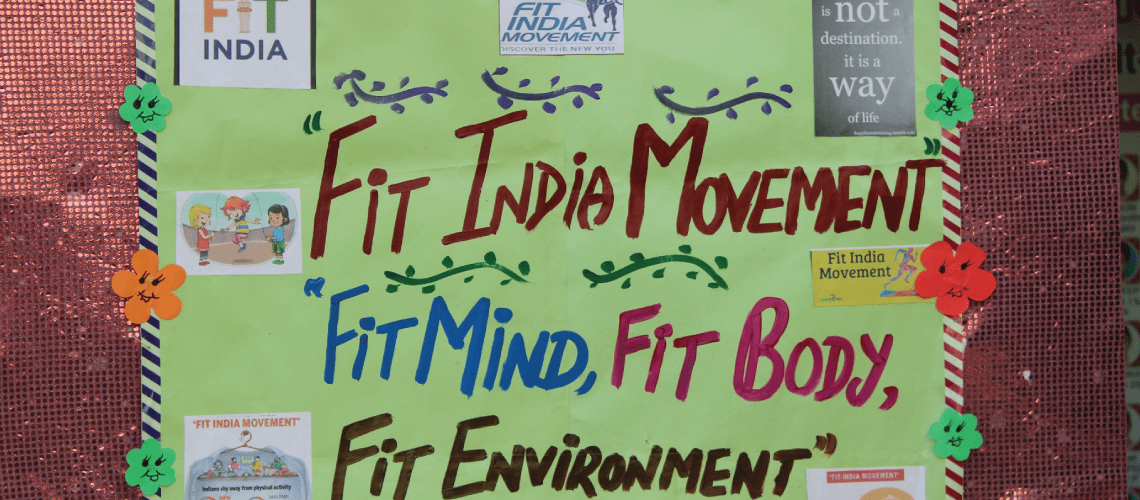 FIT
INDIA
FIT
INDIA
MOVEMENT
DISCOVER THE NEW YOU
is not a
destination.
it is a
way
of life
"FIT INDIA MOVEMENT"
Fit India
Movement
"FIT MIND, FIT BODY,
FIT ENVIRONMENT"
'FIT INDIA MOVEMENT'
Indians shy away from physical activity
'FIT INDIA MOVEMENT'